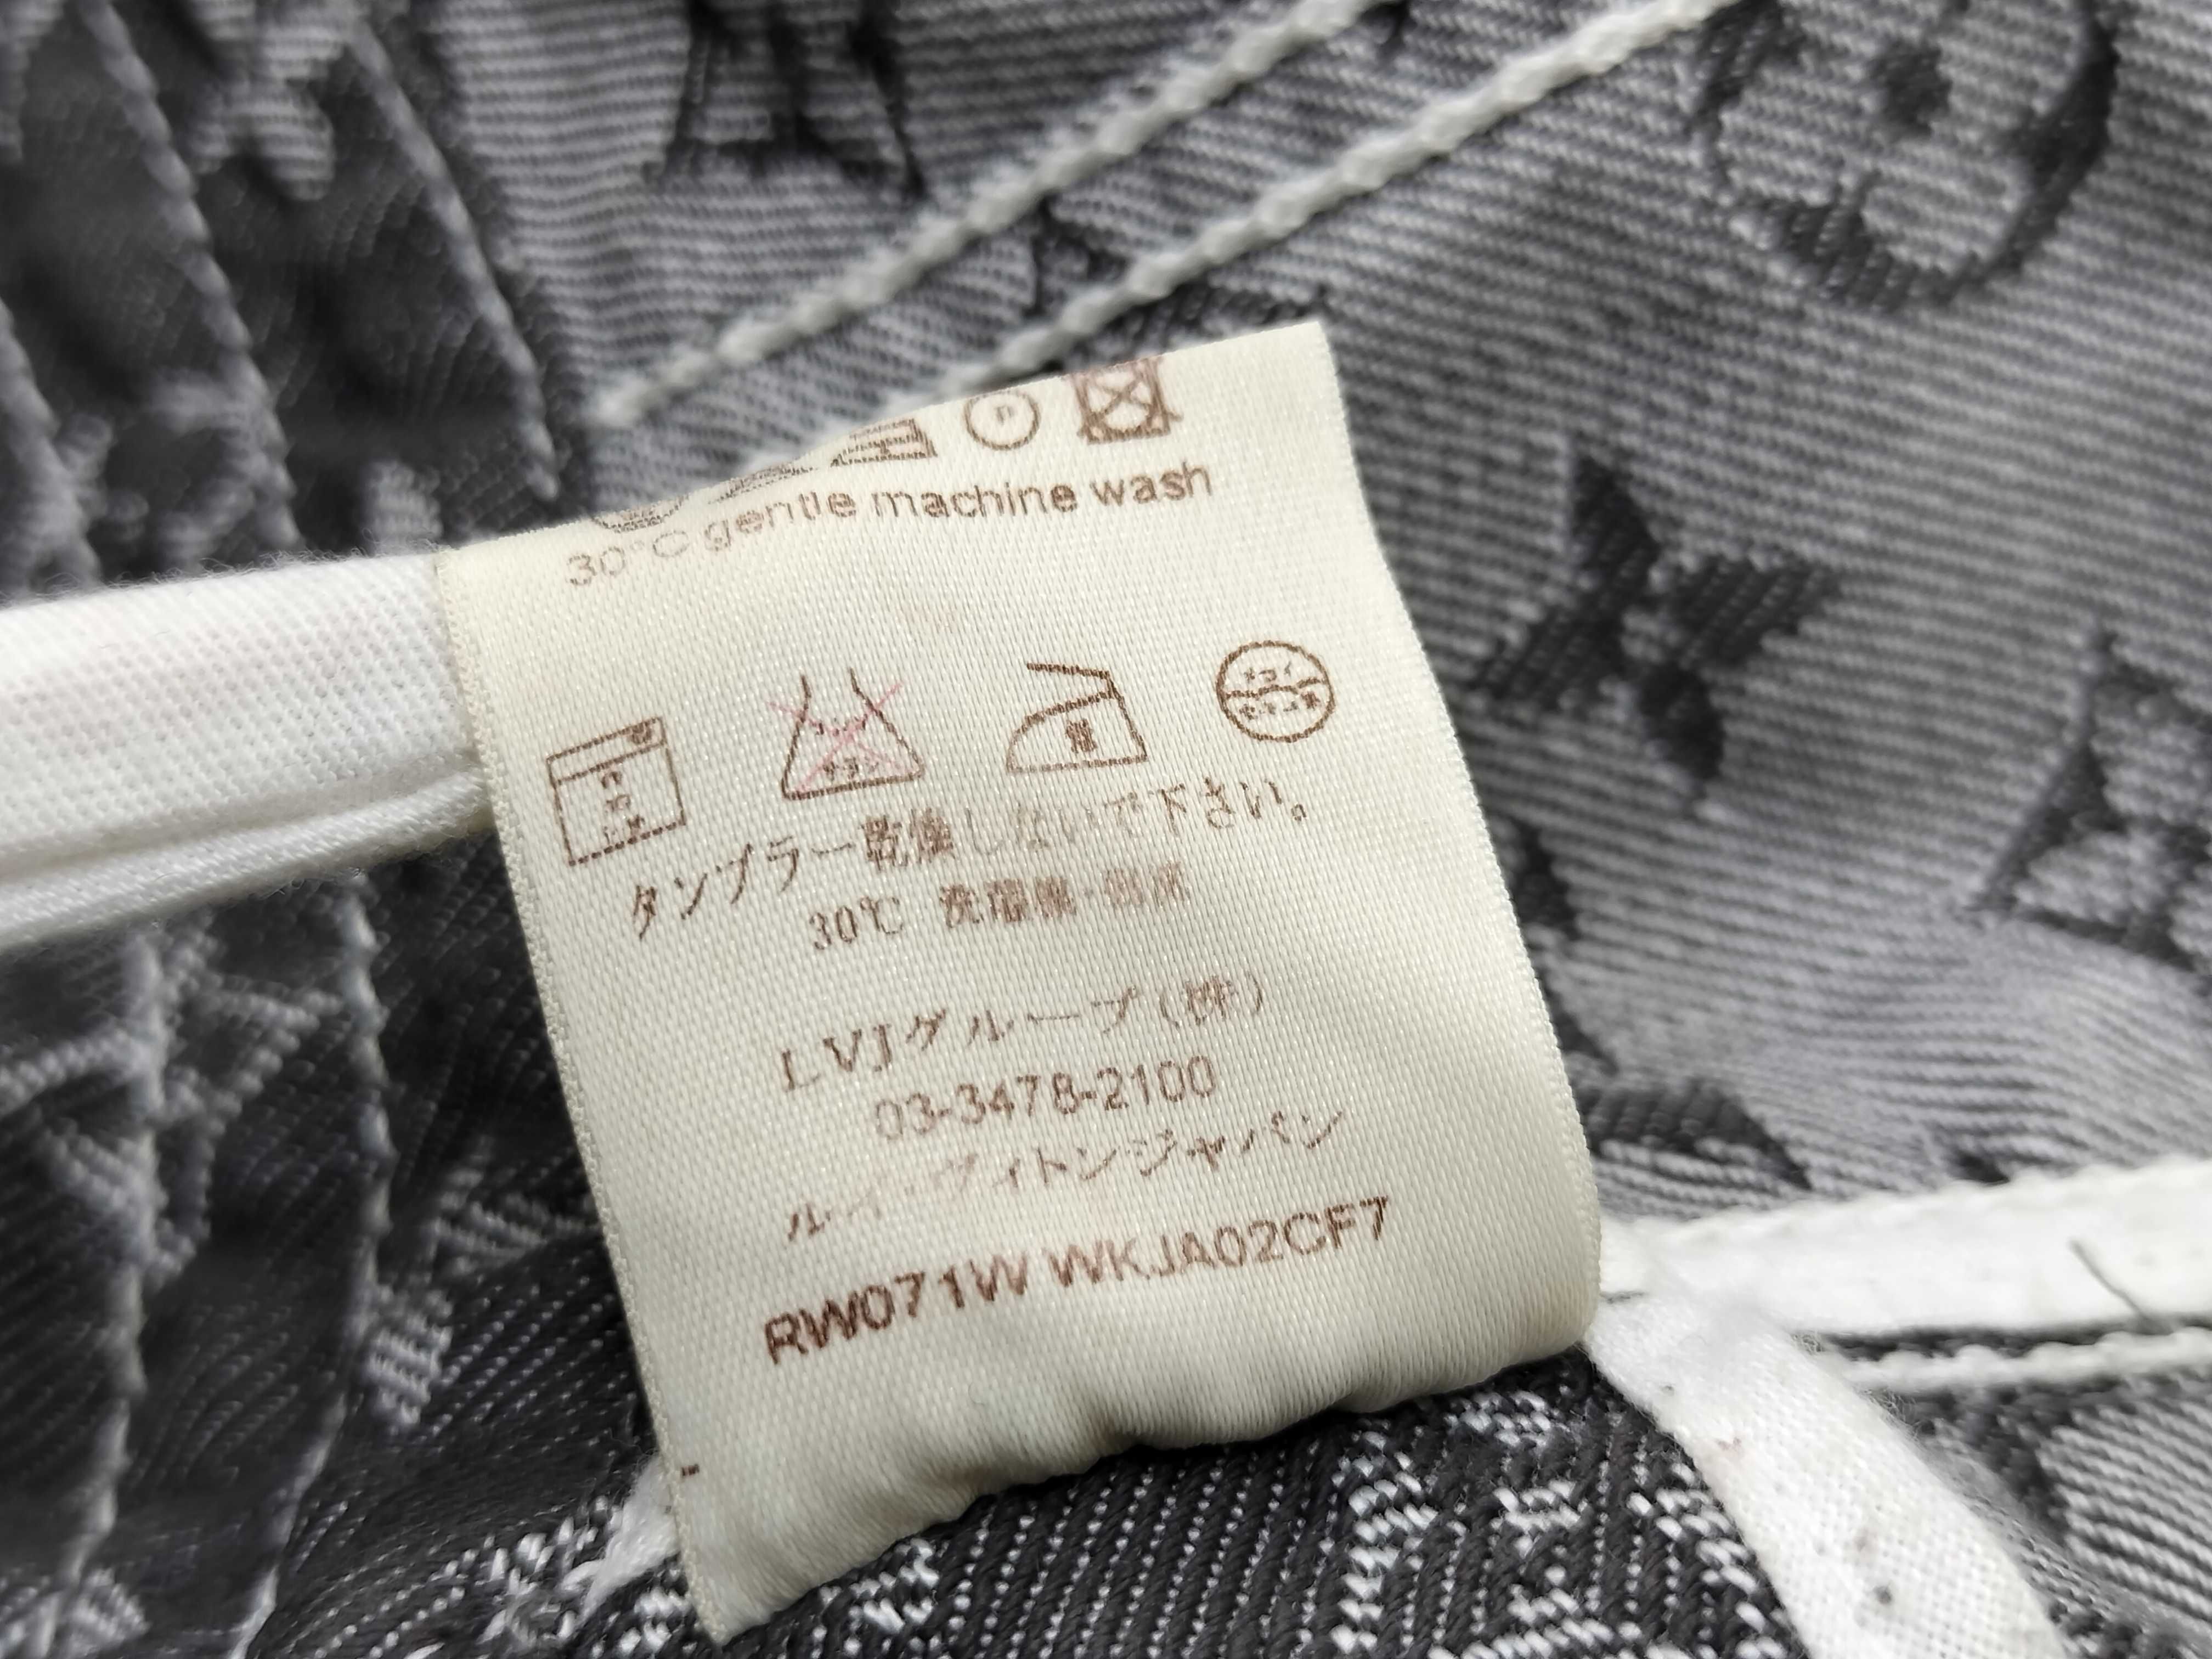 P
30°C gentle machine wash
タンブラー乾燥しないで下さい。
30℃ 洗濯機・弱
LVJグループ(株)
03-3478-2100
ルイ・ヴィトンジャパン
RW071W WKJA02CF7